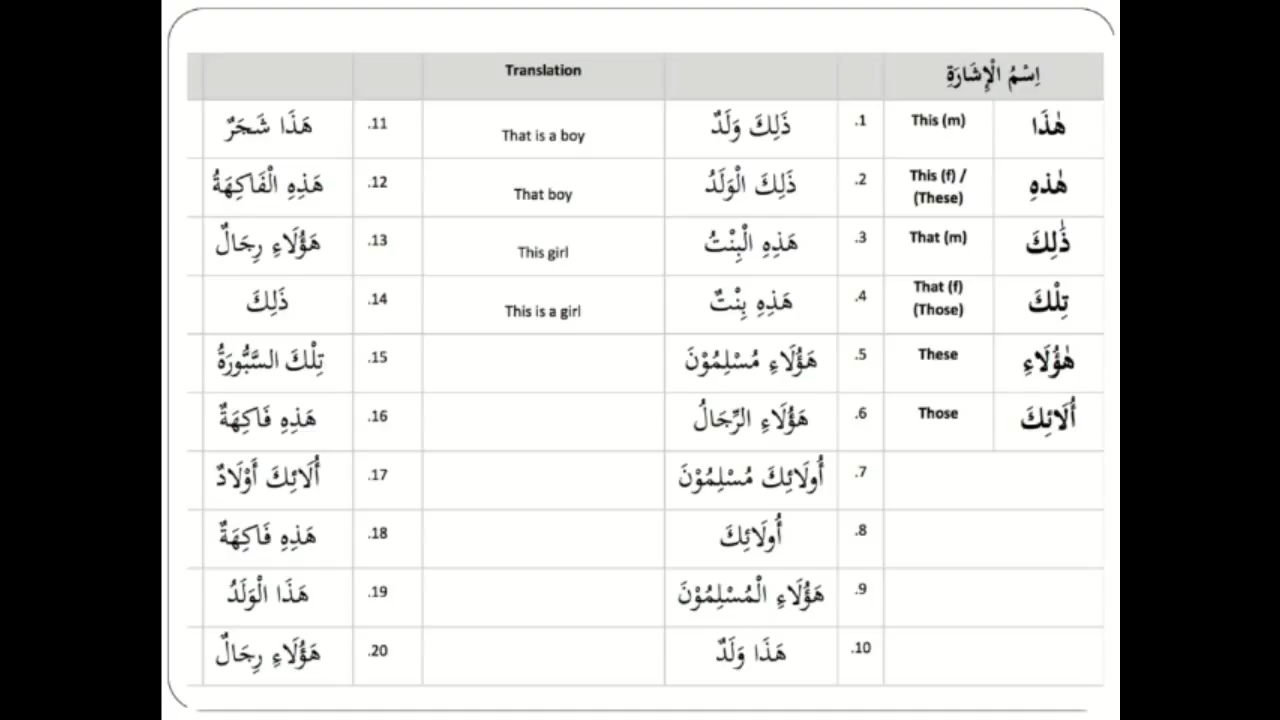 اِسْمُ الْإِشَارَةِ Translation
هٰذَا This (m) .1 ذَلِكَ وَلَدٌ That is a boy .11 هَذَا شَجَرٌ
هٰذِهِ This (f) / (These) .2 ذَلِكَ الْوَلَدُ That boy .12 هَذِهِ الْفَاكِهَةُ
ذٰلِكَ That (m) .3 هَذِهِ الْبِنْتُ This girl .13 هَؤُلَاءِ رِجَالٌ
تِلْكَ That (f) (Those) .4 هَذِهِ بِنْتٌ This is a girl .14 ذَلِكَ
هٰؤُلَاءِ These .5 هَؤُلَاءِ مُسْلِمُوْنَ .15 تِلْكَ السَّبُّورَةُ
أُلَائِكَ Those .6 هَؤُلَاءِ الرِّجَالُ .16 هَذِهِ فَاكِهَةٌ
.7 أُولَائِكَ مُسْلِمُوْنَ .17 أُلَائِكَ أَوْلَادٌ
.8 أُولَائِكَ .18 هَذِهِ فَاكِهَةٌ
.9 هَؤُلَاءِ الْمُسْلِمُوْنَ .19 هَذَا الْوَلَدُ
.10 هَذَا وَلَدٌ .20 هَؤُلَاءِ رِجَالٌ